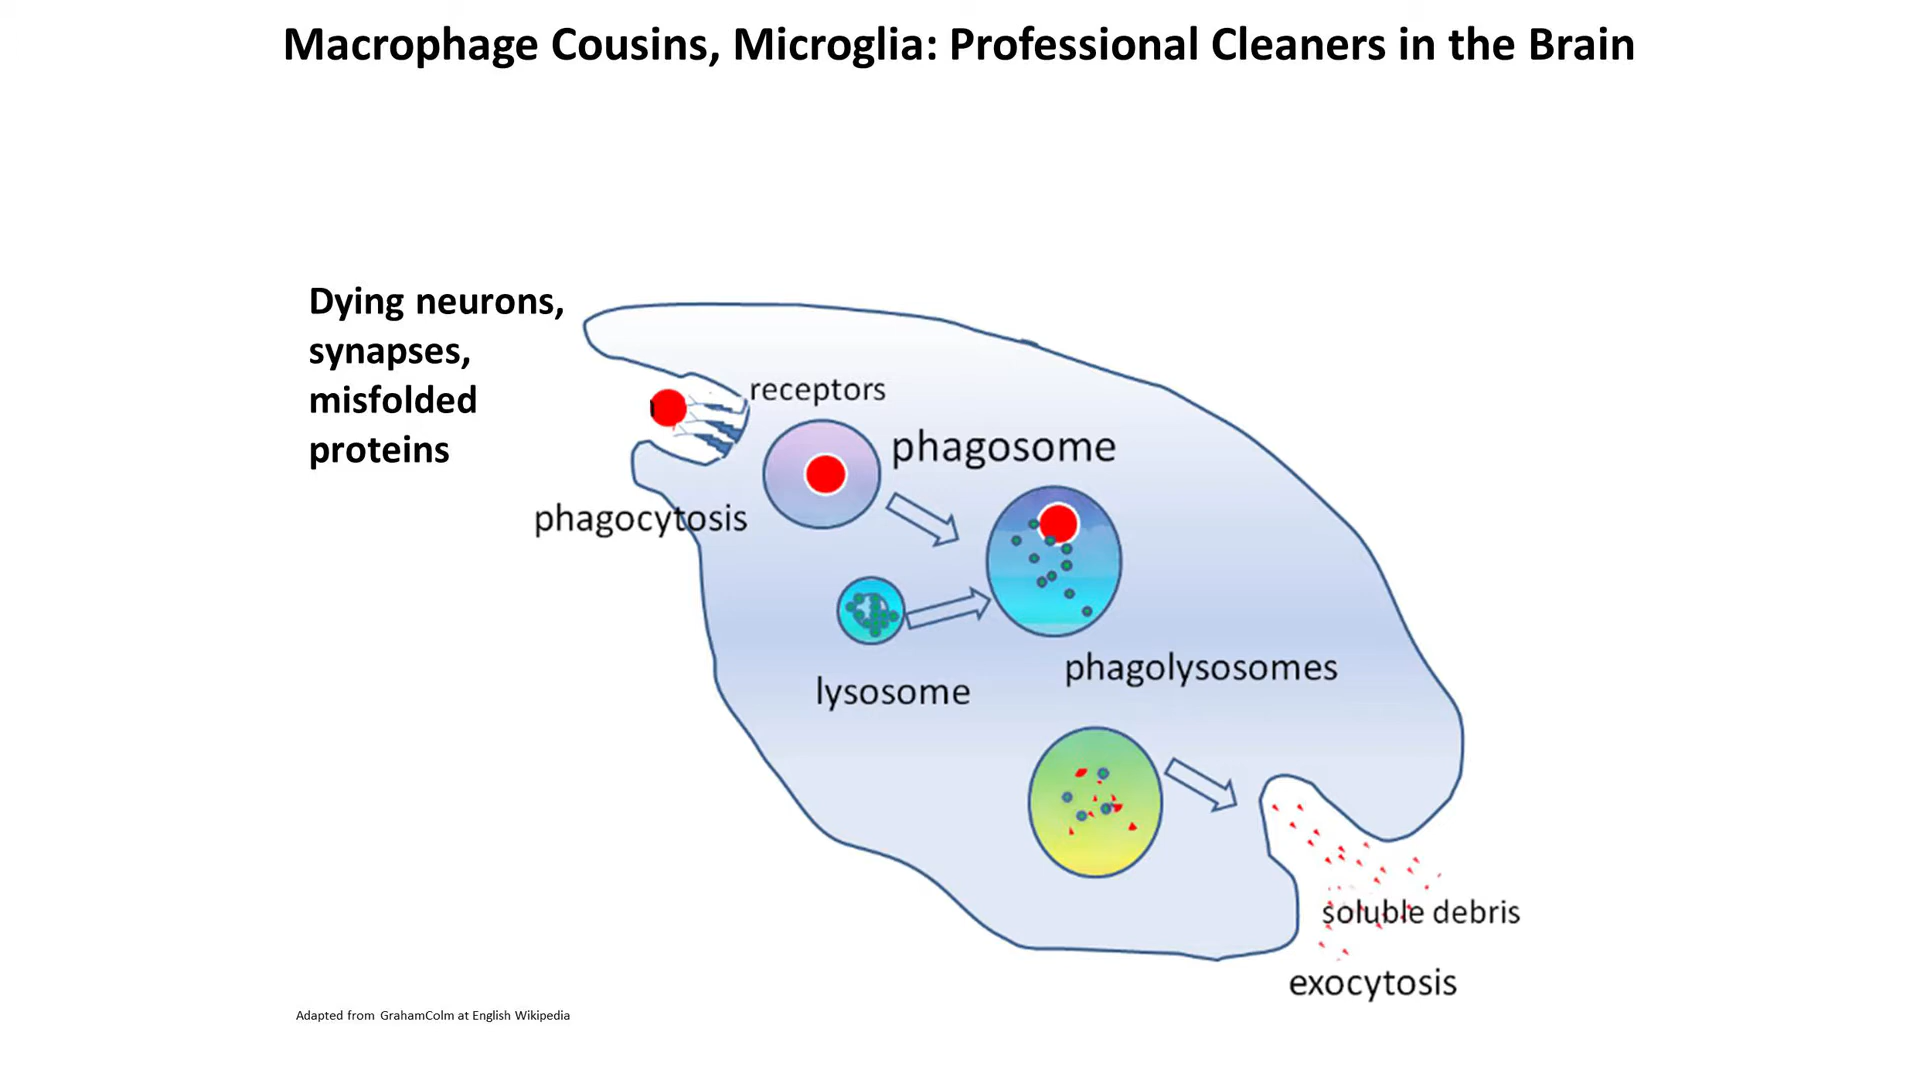 Macrophage Cousins, Microglia: Professional Cleaners in the Brain
Dying neurons,
synapses,
misfolded
proteins
receptors
phagosome
phagocytosis
lysosome
phagolysosomes
soluble debris
exocytosis
Adapted from GrahamColm at English Wikipedia